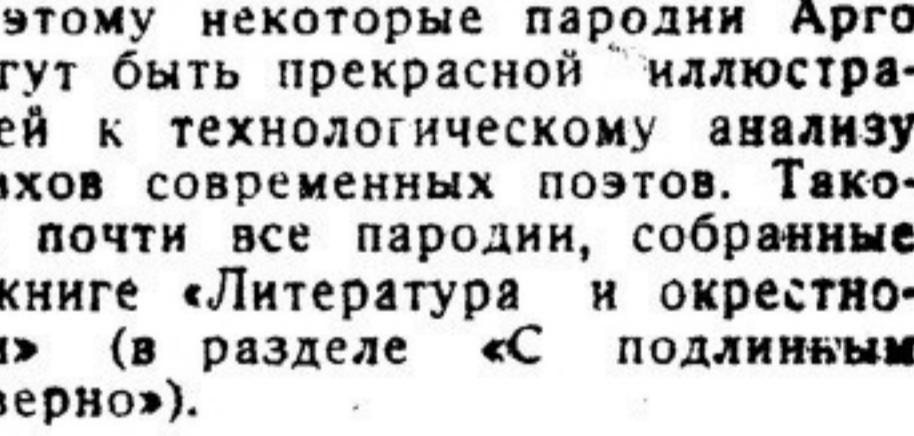 этому некоторые пародии Арго
гут быть прекрасной иллюстра-
ей к технологическому анализу
хов современных поэтов. Тако-
почти все пародии, собранные
книге «Литература и окрестно-
» (в разделе «С подлинным
верно»).